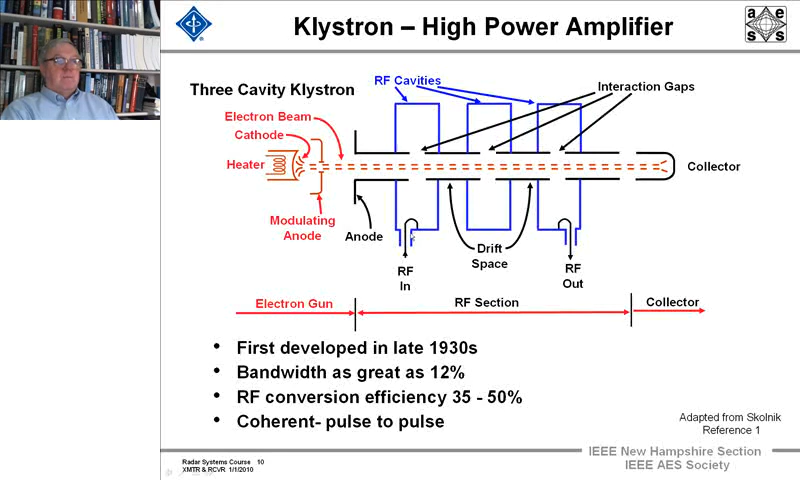 Klystron – High Power Amplifier
a e
s s
Three Cavity Klystron
RF Cavities
Interaction Gaps
Electron Beam
Cathode
Heater
Collector
Modulating
Anode
Anode
Drift
Space
RF
In
RF
Out
Electron Gun
RF Section
Collector
• First developed in late 1930s
• Bandwidth as great as 12%
• RF conversion efficiency 35 - 50%
• Coherent- pulse to pulse
Adapted from Skolnik
Reference 1
Radar Systems Course 10
XMTR & RCVR 1/1/2010
IEEE New Hampshire Section
IEEE AES Society